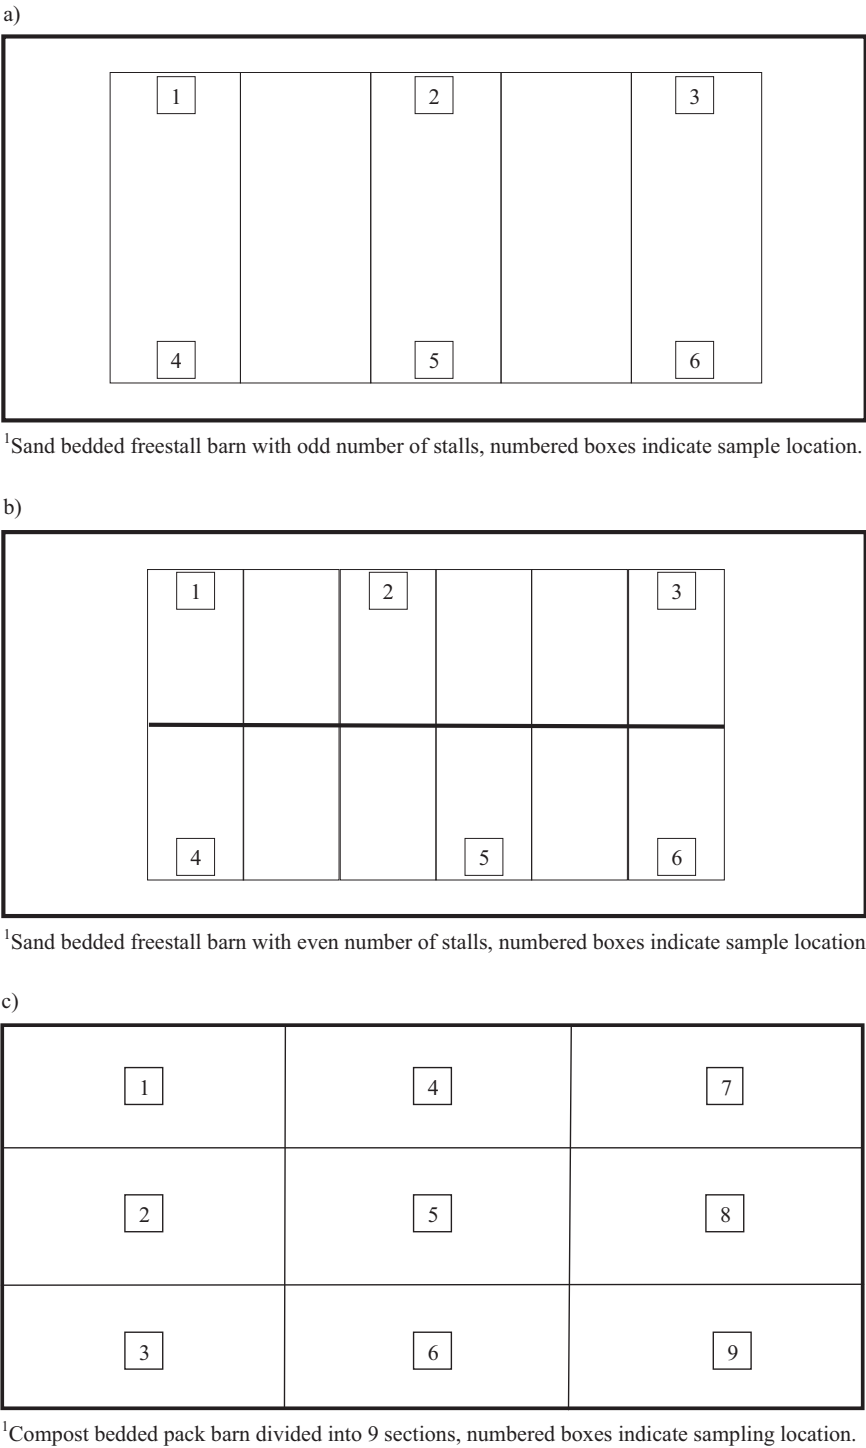 a)
1 2 3
4 5 6
¹Sand bedded freestall barn with odd number of stalls, numbered boxes indicate sample location.
b)
1 2 3
4 5 6
¹Sand bedded freestall barn with even number of stalls, numbered boxes indicate sample location
c)
1 4 7
2 5 8
3 6 9
¹Compost bedded pack barn divided into 9 sections, numbered boxes indicate sampling location.